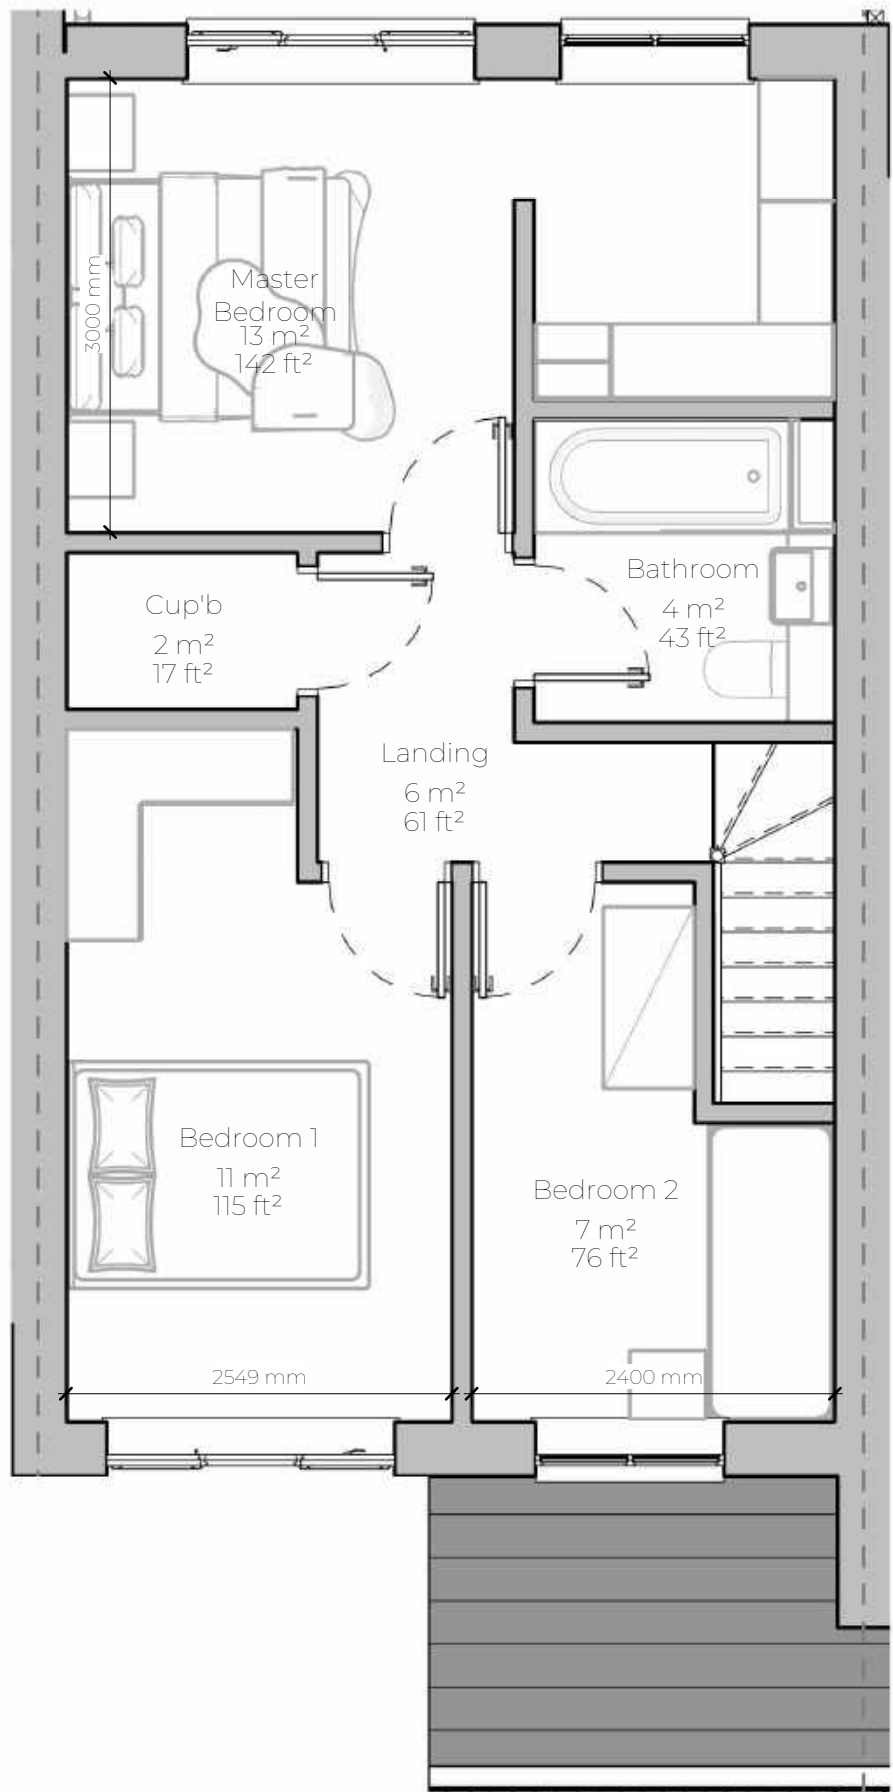 3000 mm
Master
Bedroom
13 m²
142 ft²
Bathroom
4 m²
43 ft²
Cup'b
2 m²
17 ft²
Landing
6 m²
61 ft²
Bedroom 1
11 m²
115 ft²
Bedroom 2
7 m²
76 ft²
2549 mm
2400 mm